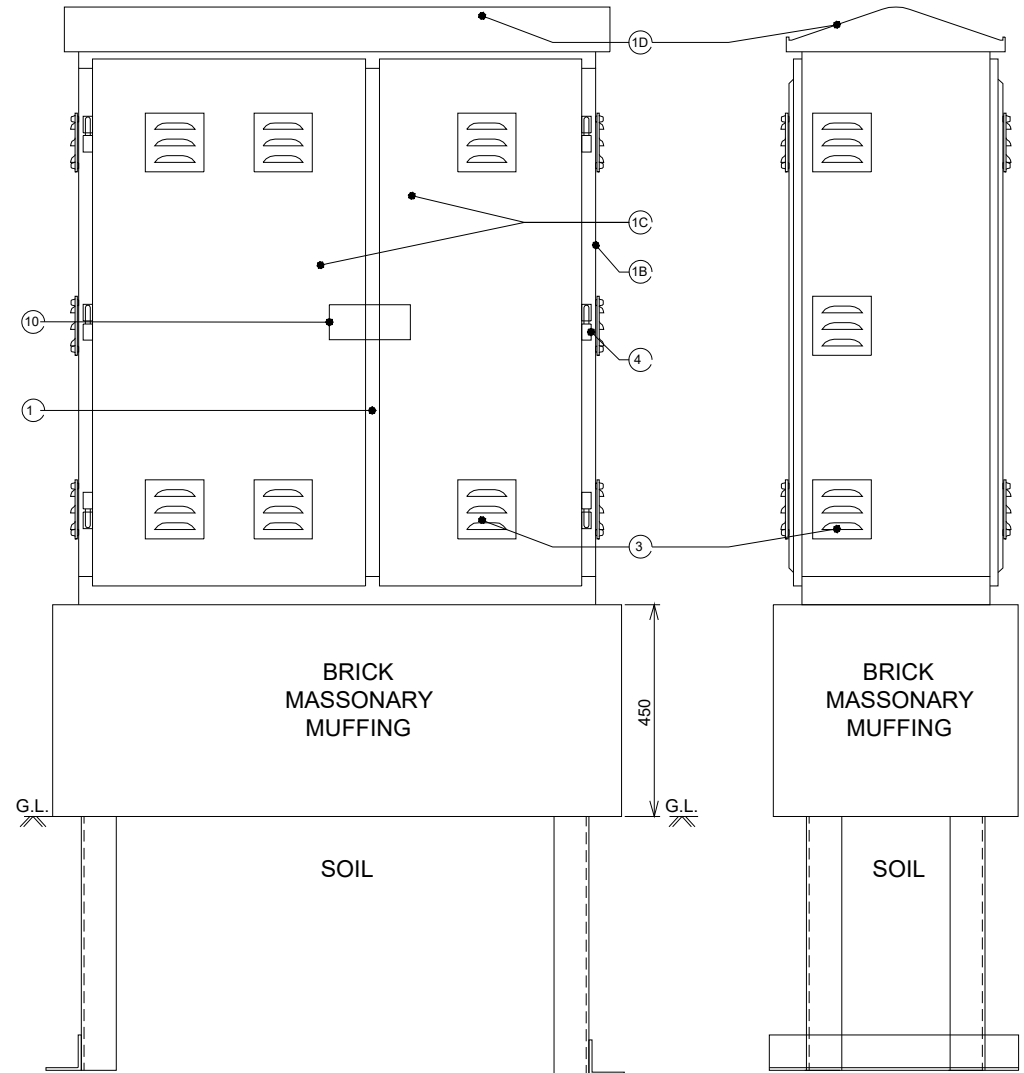 1D
1C
1B
10
4
1
3
BRICK
MASSONARY
MUFFING
450
BRICK
MASSONARY
MUFFING
G.L.
G.L.
SOIL
SOIL